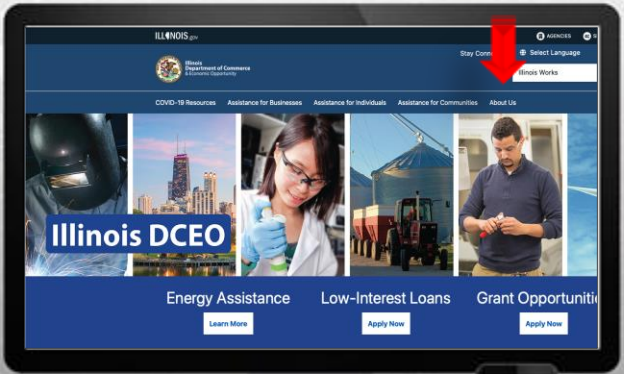 ILLINOIS.gov
AGENCIES
Stay Conn
Select Language
Illinois
Department of Commerce
& Economic Opportunity
Illinois Works
COVID-19 Resources Assistance for Businesses Assistance for Individuals Assistance for Communities About Us
Illinois DCEO
Energy Assistance Low-Interest Loans Grant Opportuniti
Learn More Apply Now Apply Now